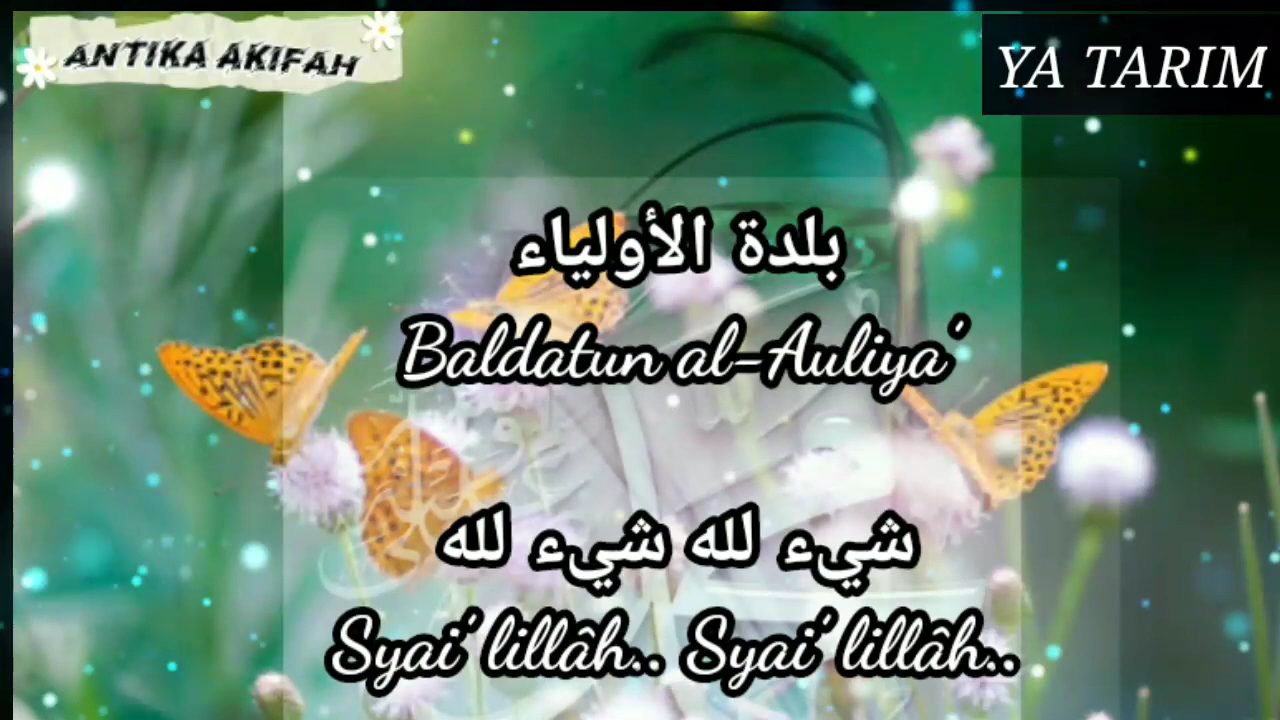 ANTIKA AKIFAH
YA TARIM
بلدة الأولياء
Baldatun al-Auliya’
شيء لله شيء لله
Syai’ lillâh.. Syai’ lillâh..